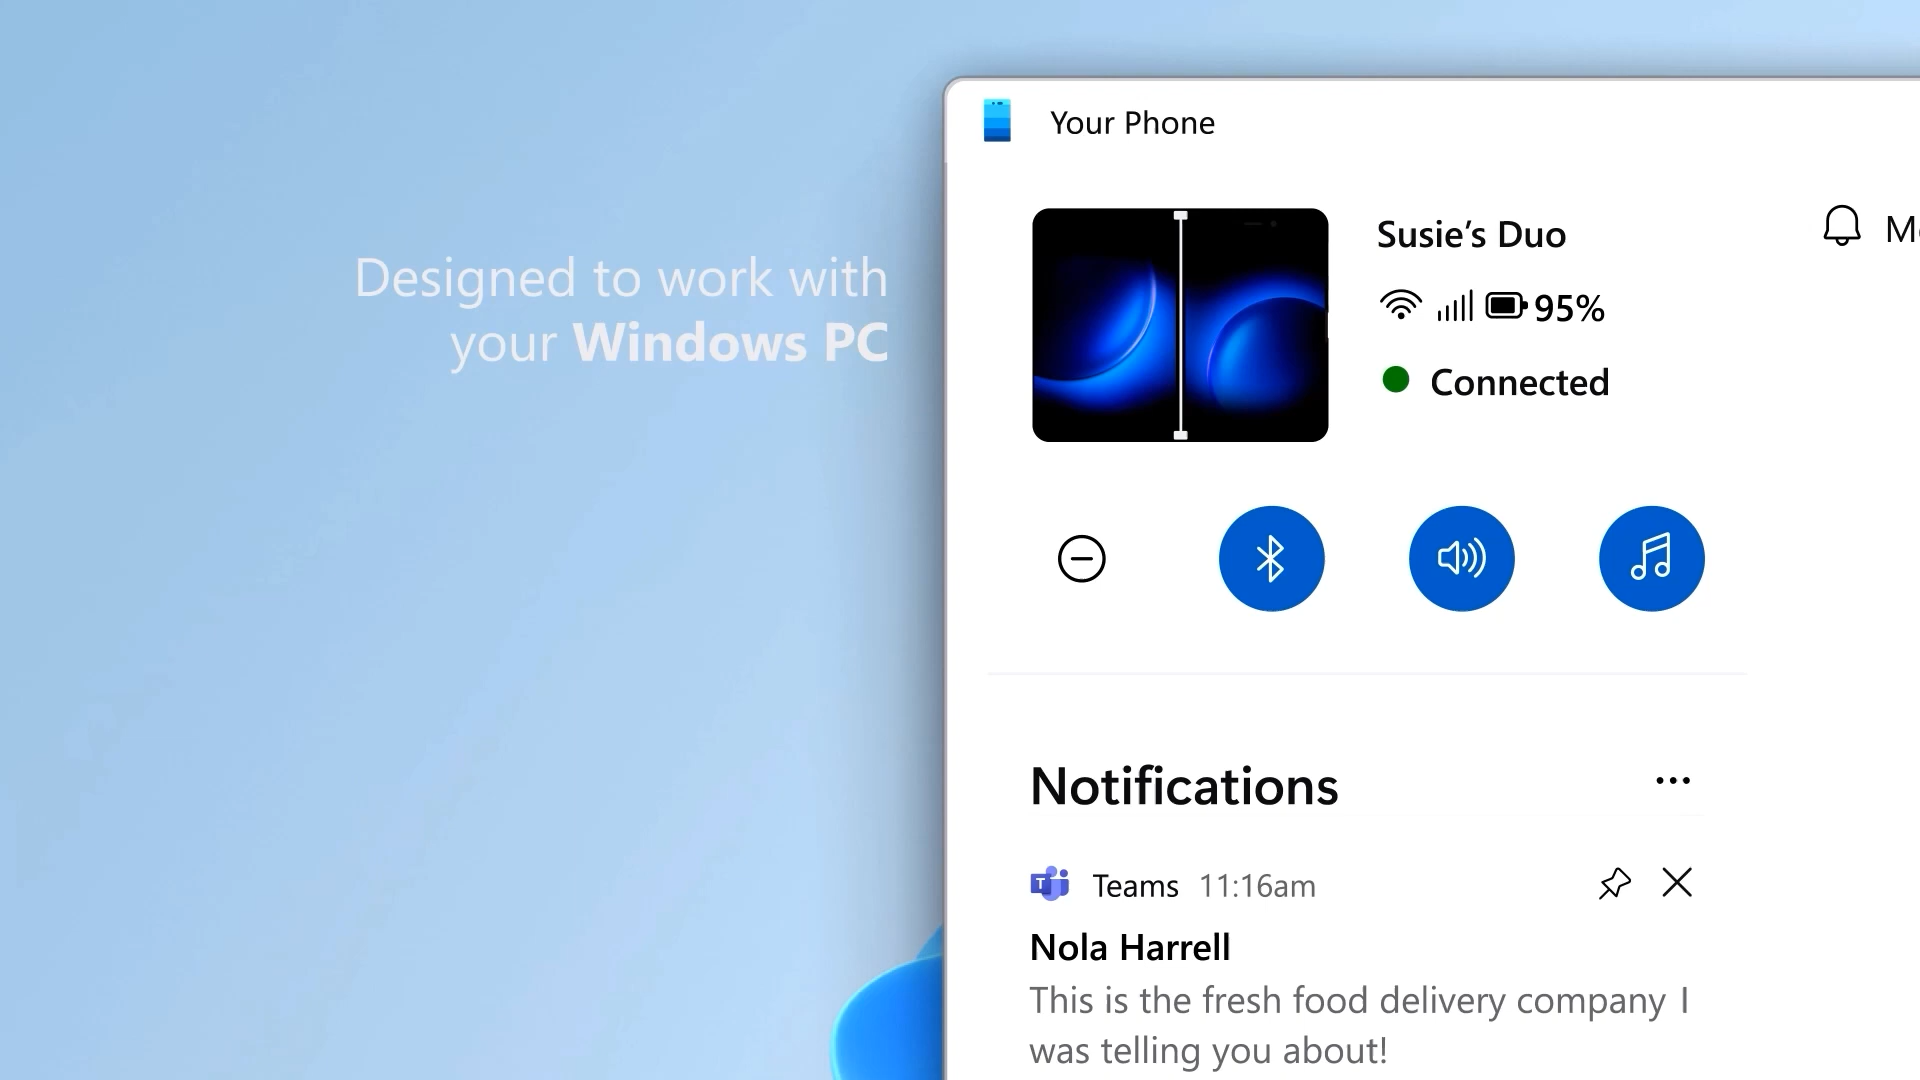 Designed to work with
your Windows PC
Your Phone
Susie’s Duo
95%
Connected
Notifications
Teams 11:16am
Nola Harrell
This is the fresh food delivery company I
was telling you about!